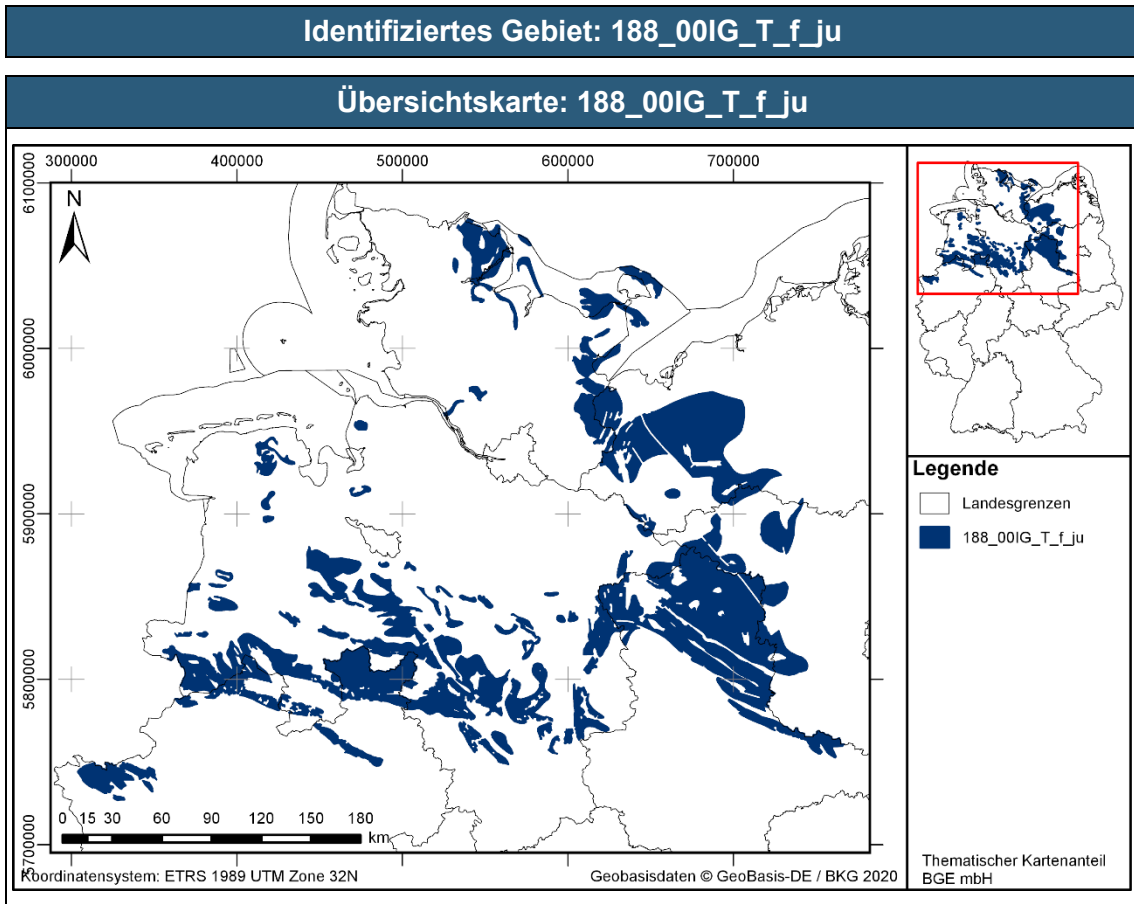 Identifiziertes Gebiet: 188_00IG_T_f_ju
Übersichtskarte: 188_00IG_T_f_ju
300000 400000 500000 600000 700000
6100000
N
6000000
5900000
5800000
5700000
0 15 30 60 90 120 150 180
km
Koordinatensystem: ETRS 1989 UTM Zone 32N
Geobasisdaten © GeoBasis-DE / BKG 2020
Legende
Landesgrenzen
188_00IG_T_f_ju
Thematischer Kartenanteil
BGE mbH